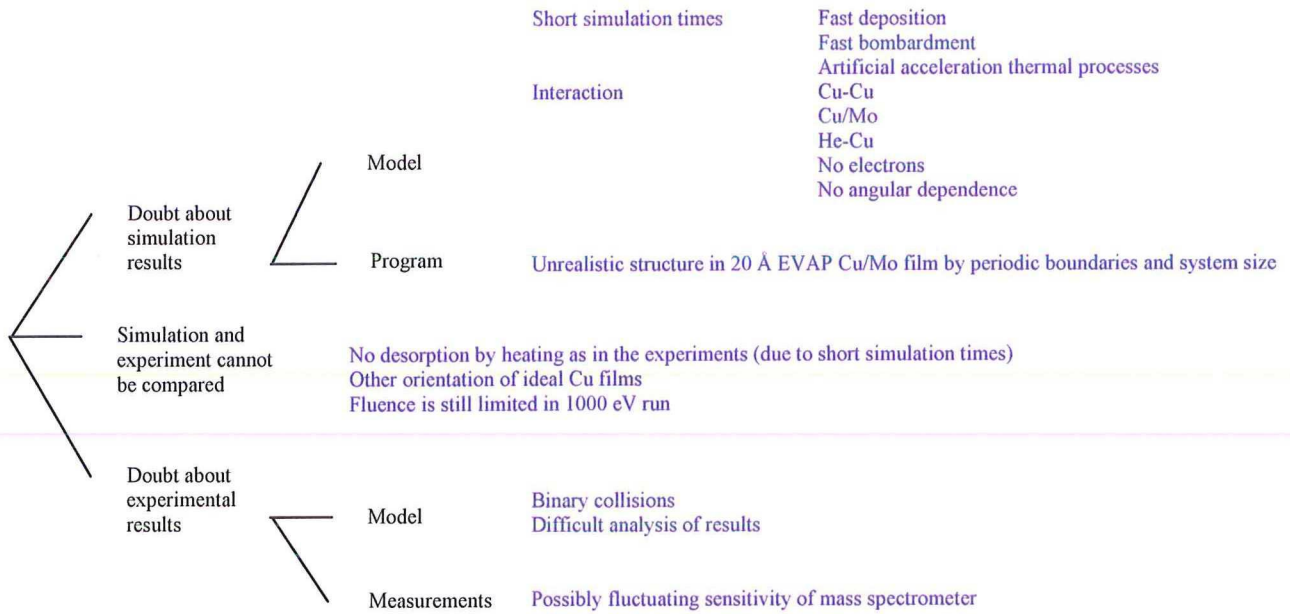 Short simulation times Fast deposition
Fast bombardment
Artificial acceleration thermal processes
Interaction Cu-Cu
Cu/Mo
He-Cu
No electrons
No angular dependence
Model
Doubt about
simulation
results
Program Unrealistic structure in 20 Å EVAP Cu/Mo film by periodic boundaries and system size
Simulation and
experiment cannot
be compared
No desorption by heating as in the experiments (due to short simulation times)
Other orientation of ideal Cu films
Fluence is still limited in 1000 eV run
Doubt about
experimental
results
Model Binary collisions
Difficult analysis of results
Measurements Possibly fluctuating sensitivity of mass spectrometer